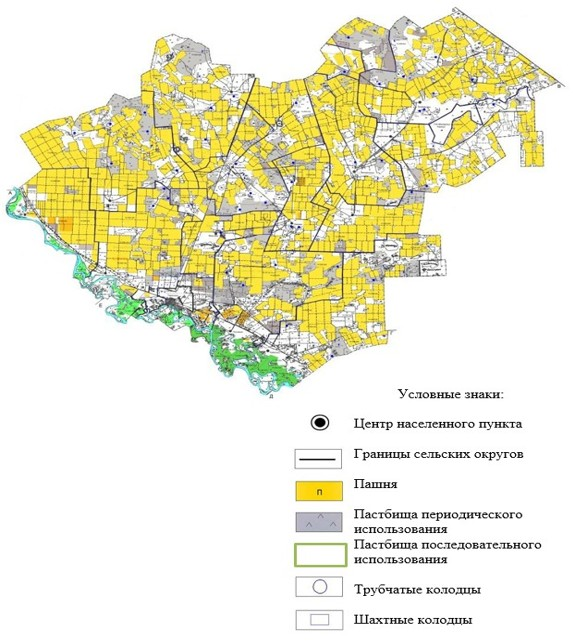 Условные знаки:
Центр населенного пункта
Границы сельских округов
п
Пашня
Пастбища периодического
использования
Пастбища последовательного
использования
Трубчатые колодцы
Шахтные колодцы